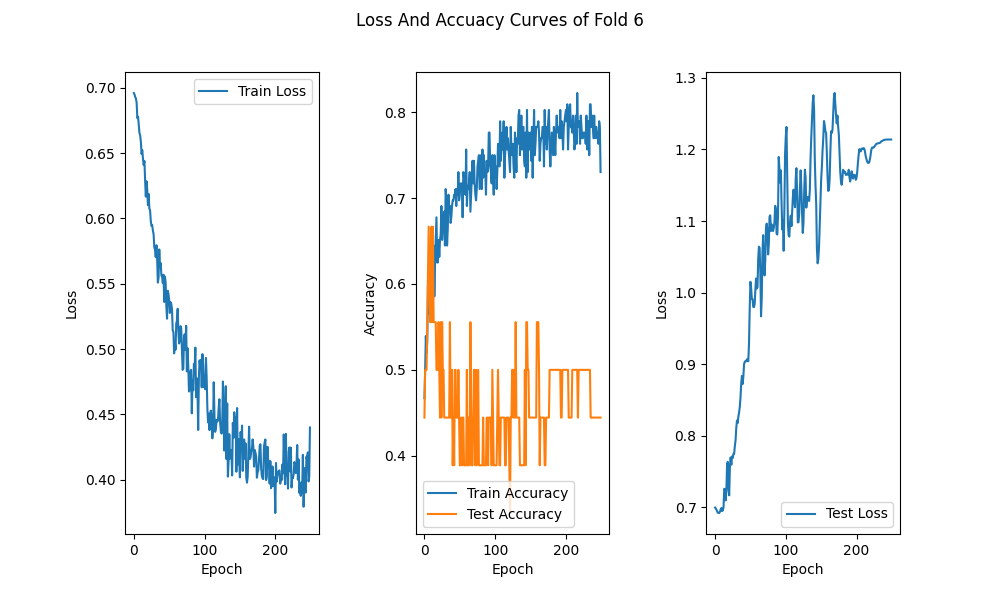 Loss And Accuacy Curves of Fold 6
Loss
0.70
0.65
0.60
0.55
0.50
0.45
0.40
0
100
200
Epoch
Train Loss
Accuracy
0.8
0.7
0.6
0.5
0.4
0
100
200
Epoch
Train Accuracy
Test Accuracy
Loss
1.3
1.2
1.1
1.0
0.9
0.8
0.7
0
100
200
Epoch
Test Loss